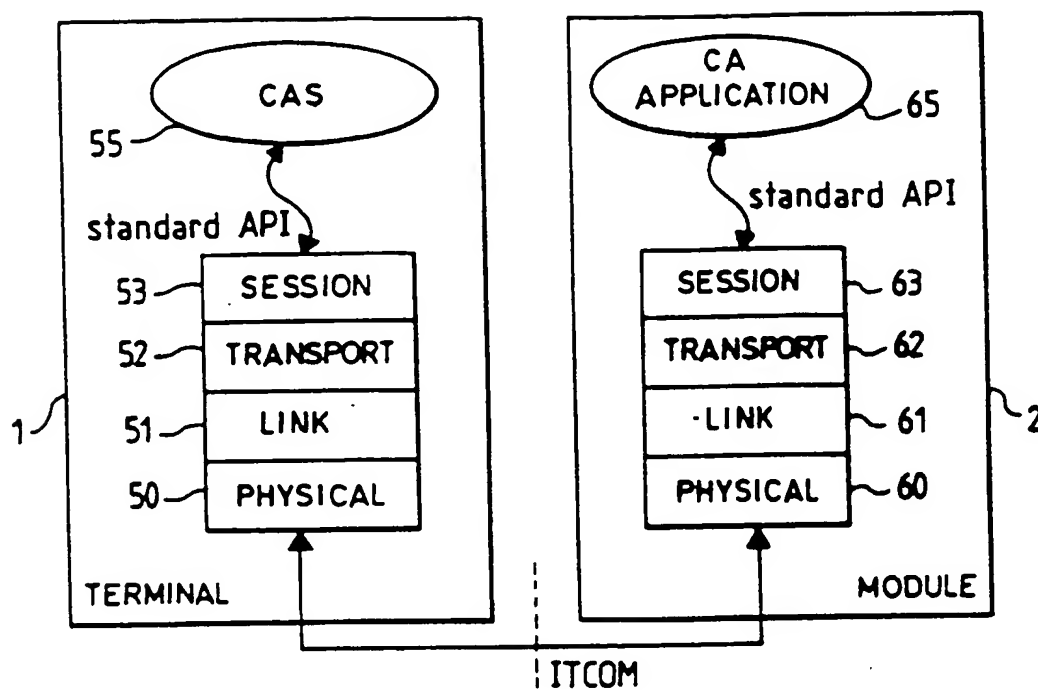 CAS
55
standard API
53 SESSION
52 TRANSPORT
51 LINK
50 PHYSICAL
1
TERMINAL
CA
APPLICATION
65
standard API
SESSION 63
TRANSPORT 62
LINK 61
PHYSICAL 60
2
MODULE
ITCOM